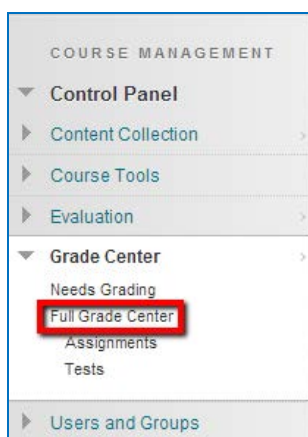 COURSE MANAGEMENT
Control Panel
Content Collection
Course Tools
Evaluation
Grade Center
Needs Grading
Full Grade Center
Assignments
Tests
Users and Groups